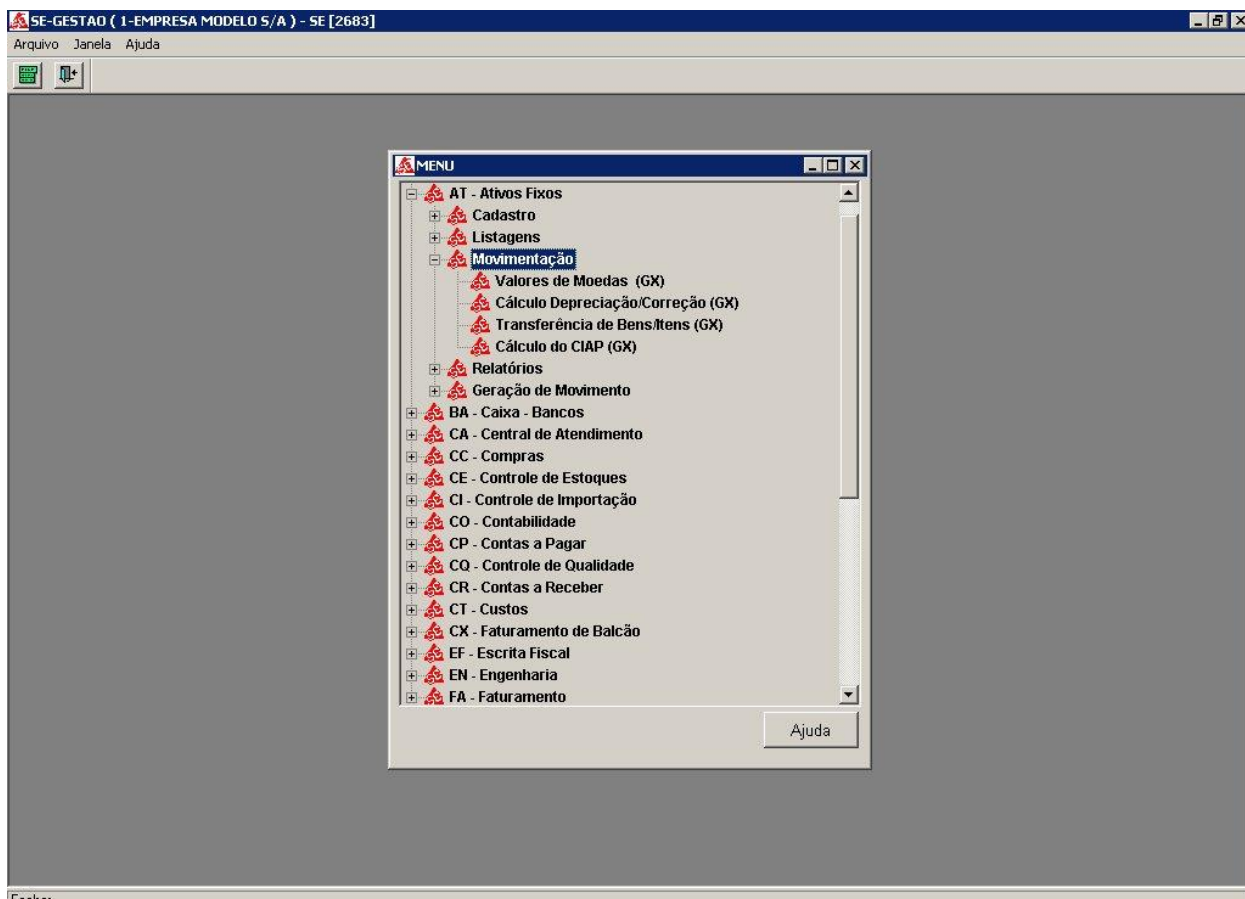 SE-GESTAO ( 1-EMPRESA MODELO S/A ) - SE [2683]
Arquivo Janela Ajuda
MENU
AT - Ativos Fixos
Cadastro
Listagens
Movimentação
Valores de Moedas (GX)
Cálculo Depreciação/Correção (GX)
Transferência de Bens/Itens (GX)
Cálculo do CIAP (GX)
Relatórios
Geração de Movimento
BA - Caixa - Bancos
CA - Central de Atendimento
CC - Compras
CE - Controle de Estoques
CI - Controle de Importação
CO - Contabilidade
CP - Contas a Pagar
CQ - Controle de Qualidade
CR - Contas a Receber
CT - Custos
CX - Faturamento de Balcão
EF - Escrita Fiscal
EN - Engenharia
FA - Faturamento
Ajuda